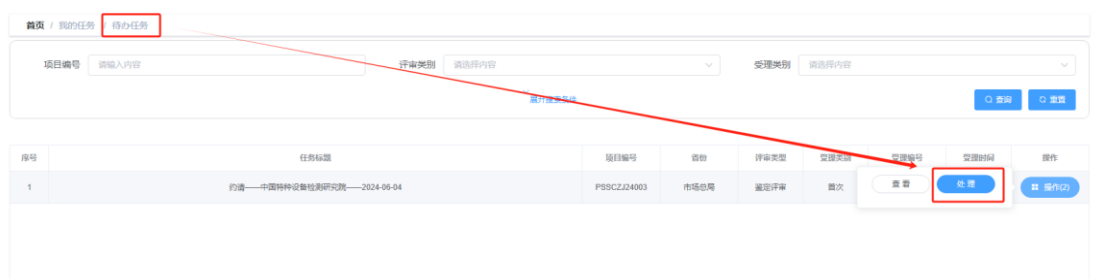 首页 / 我的任务 / 待办任务
项目编号 请输入内容 评审类别 请选择内容 受理类别 请选择内容
展开搜索条件 查询 重置
序号 任务标题 项目编号 省份 评审类型 受理类别 受理编号 受理时间 操作
1 约请——中国特种设备检测研究院——2024-06-04 PSSCZJ24003 市场总局 鉴定评审 首次 查看 处理 操作(2)